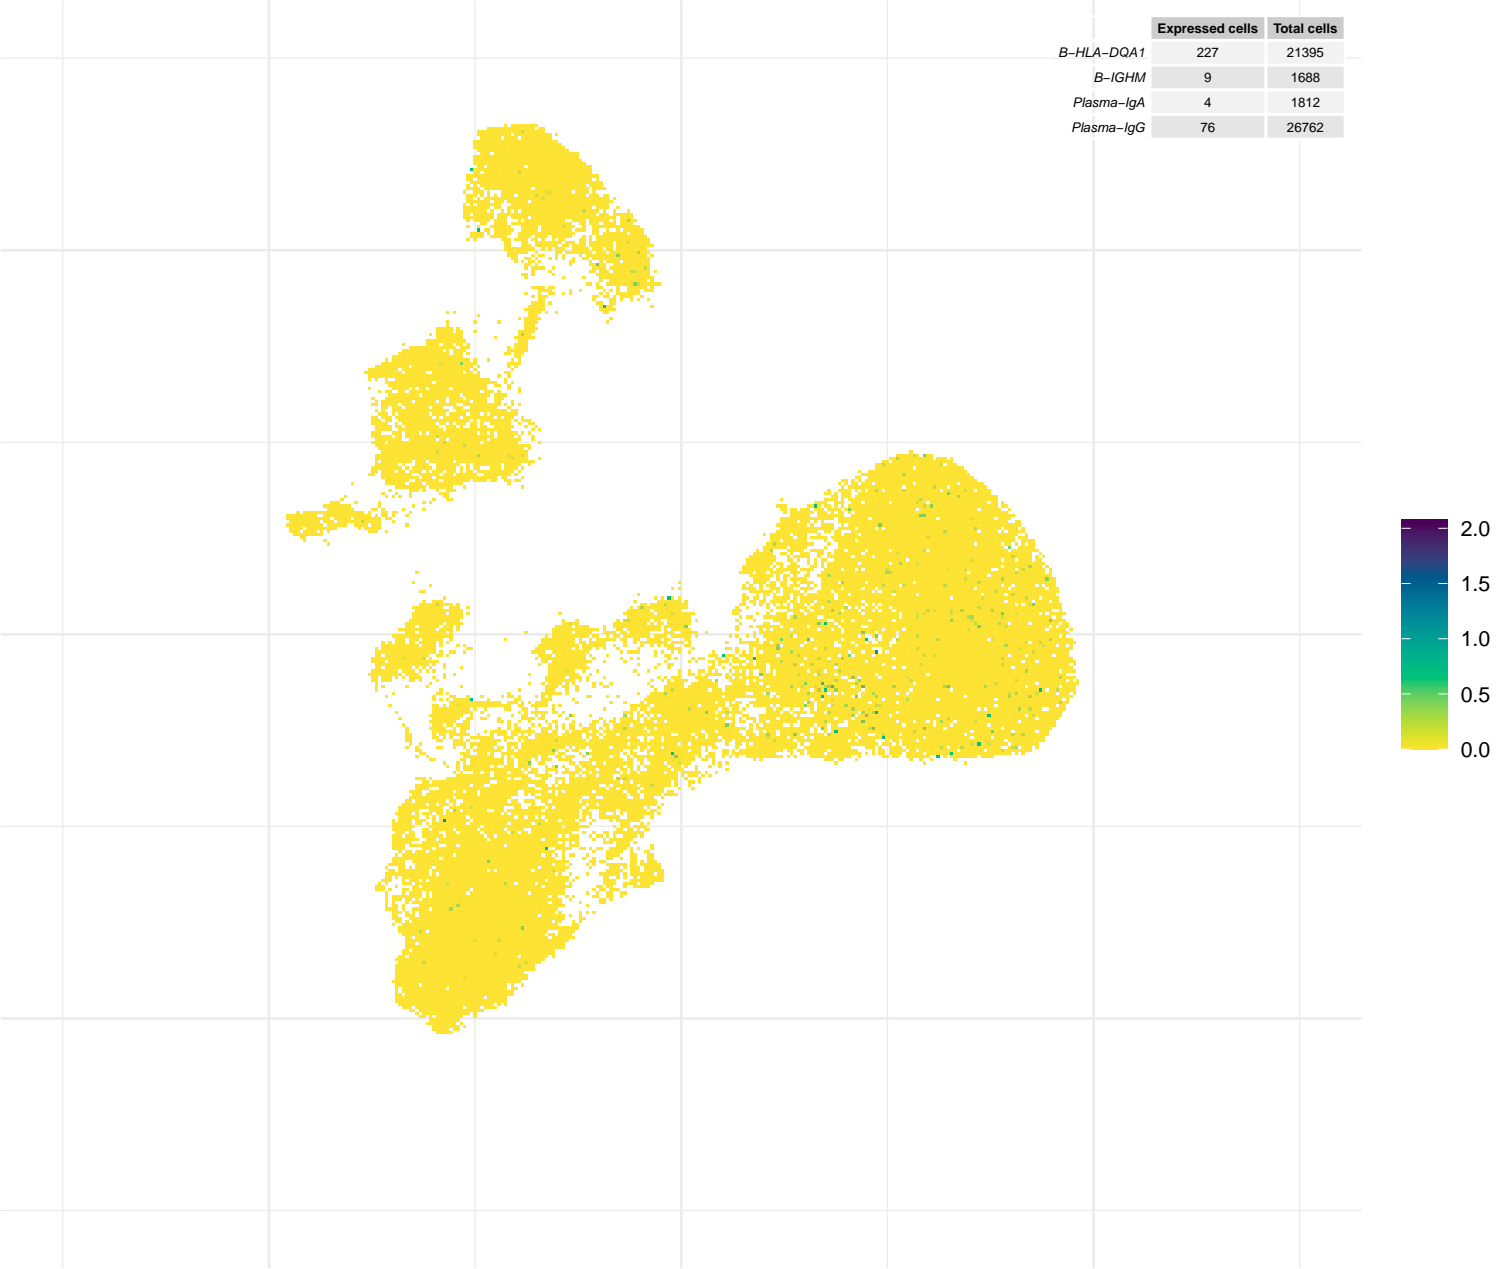 Expressed cells Total cells
B−HLA−DQA1 227 21395
B−IGHM 9 1688
Plasma−IgA 4 1812
Plasma−IgG 76 26762
2.0
1.5
1.0
0.5
0.0